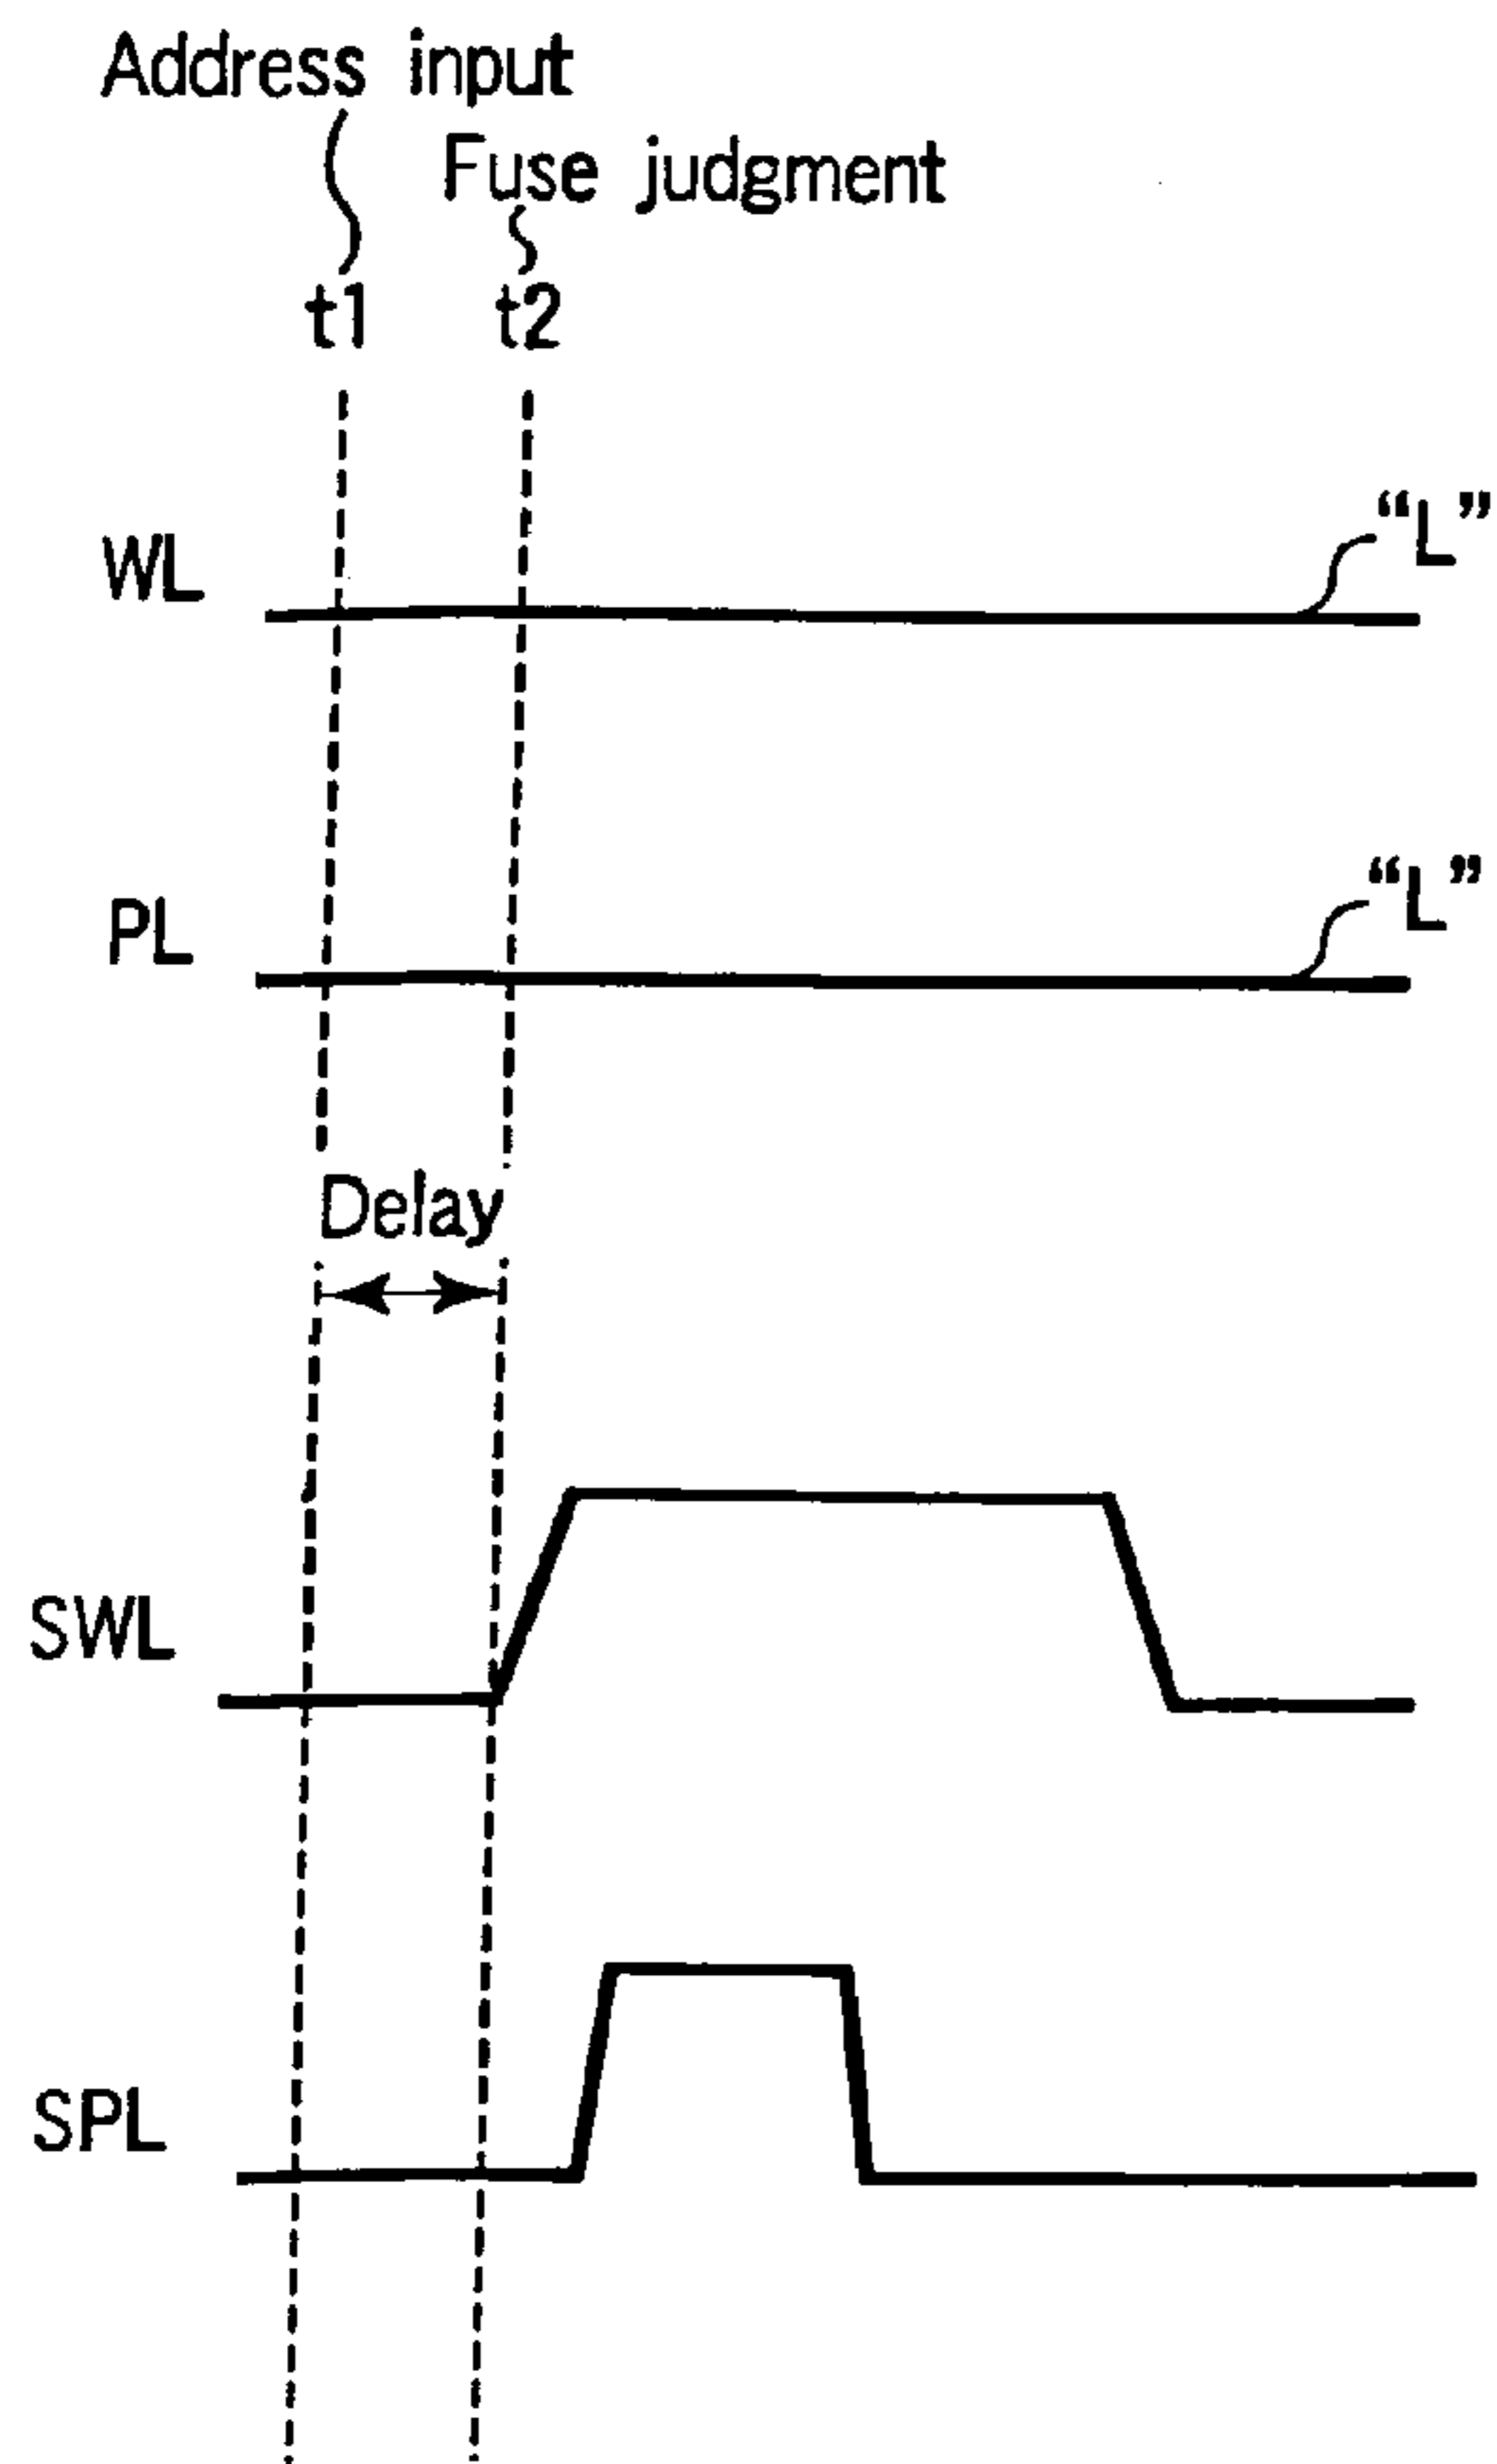 Address input
Fuse judgment
t1 t2
WL “L”
PL “L”
Delay
SWL
SPL